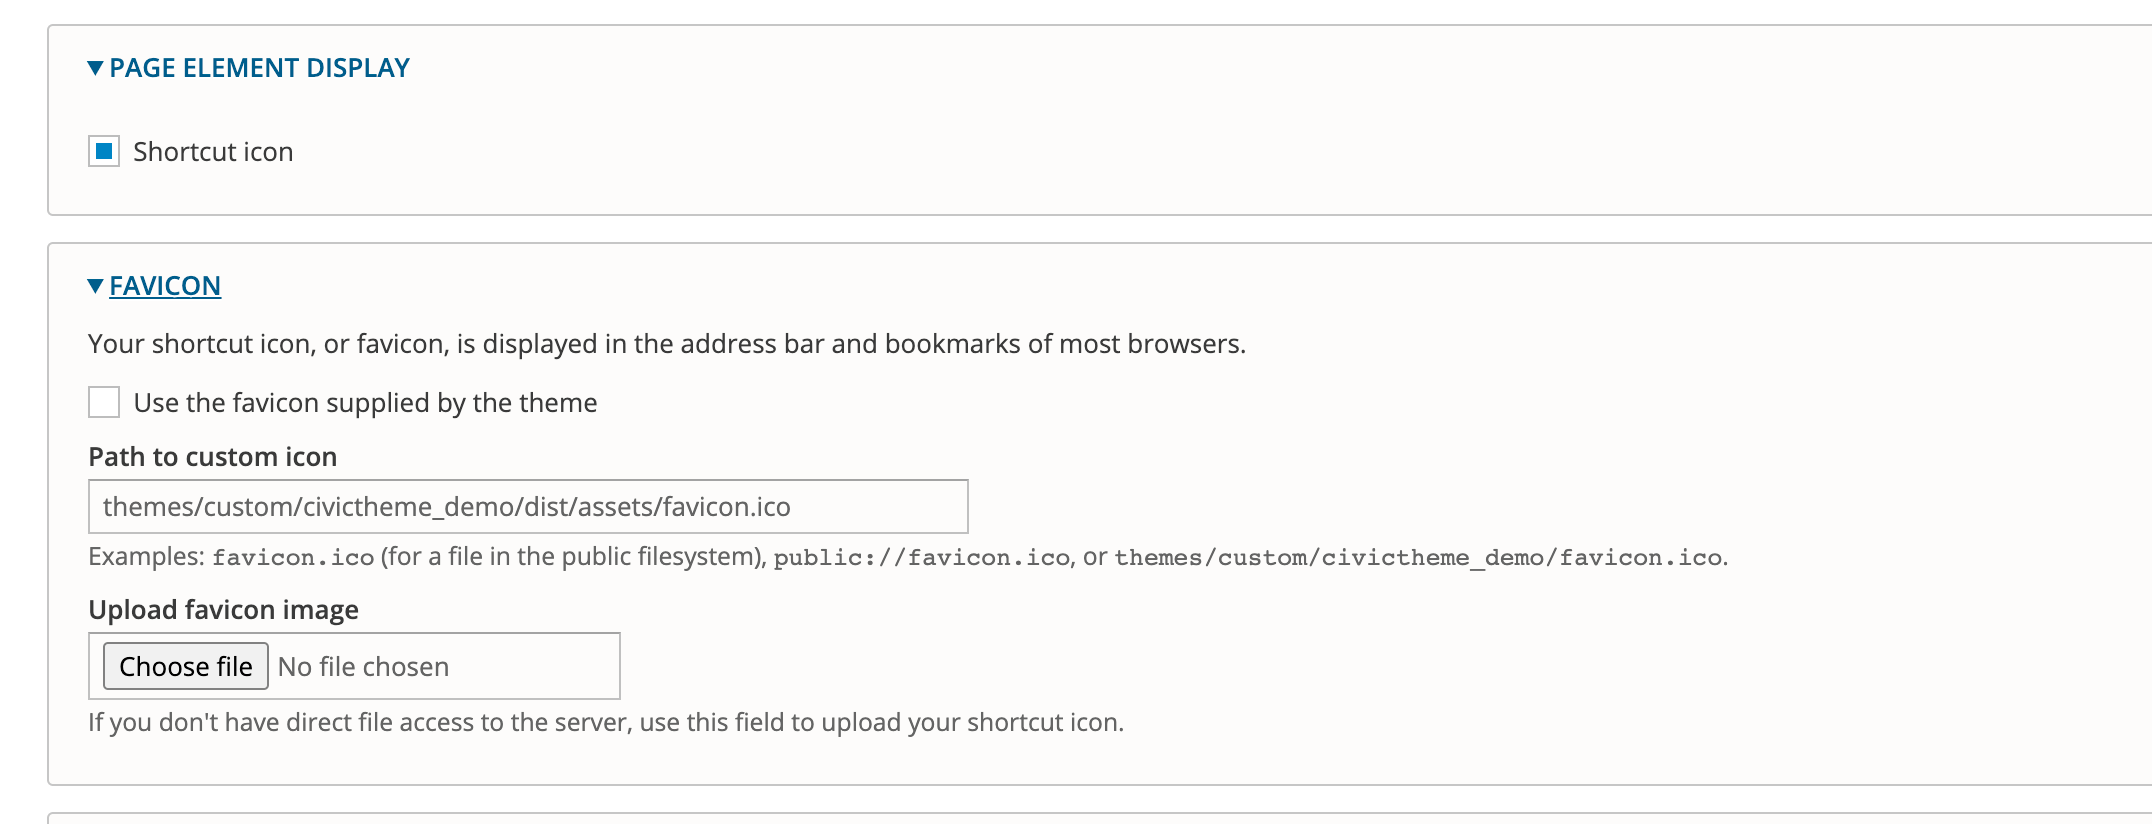 PAGE ELEMENT DISPLAY
Shortcut icon
FAVICON
Your shortcut icon, or favicon, is displayed in the address bar and bookmarks of most browsers.
Use the favicon supplied by the theme
Path to custom icon
themes/custom/civictheme_demo/dist/assets/favicon.ico
Examples: favicon.ico (for a file in the public filesystem), public://favicon.ico, or themes/custom/civictheme_demo/favicon.ico.
Upload favicon image
Choose file No file chosen
If you don't have direct file access to the server, use this field to upload your shortcut icon.